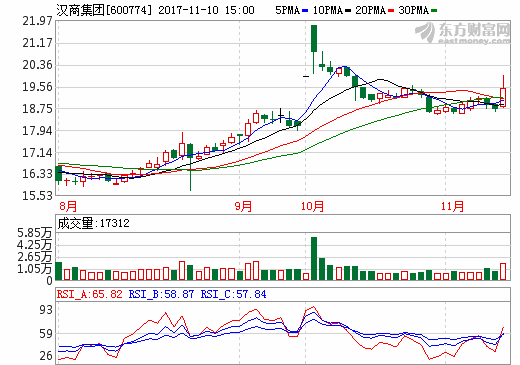 汉商集团[600774] 2017-11-10 15:00 5PMA 10PMA 20PMA 30PMA
东方财富网
eastmoney.com
21.97
21.16
20.36
19.56
18.75
17.94
17.14
16.33
15.53
8月 9月 10月 11月
成交量:17312
5.85万
4.25万
2.65万
1.05万
0
RSI_A:65.82 RSI_B:58.87 RSI_C:57.84
93
59
26